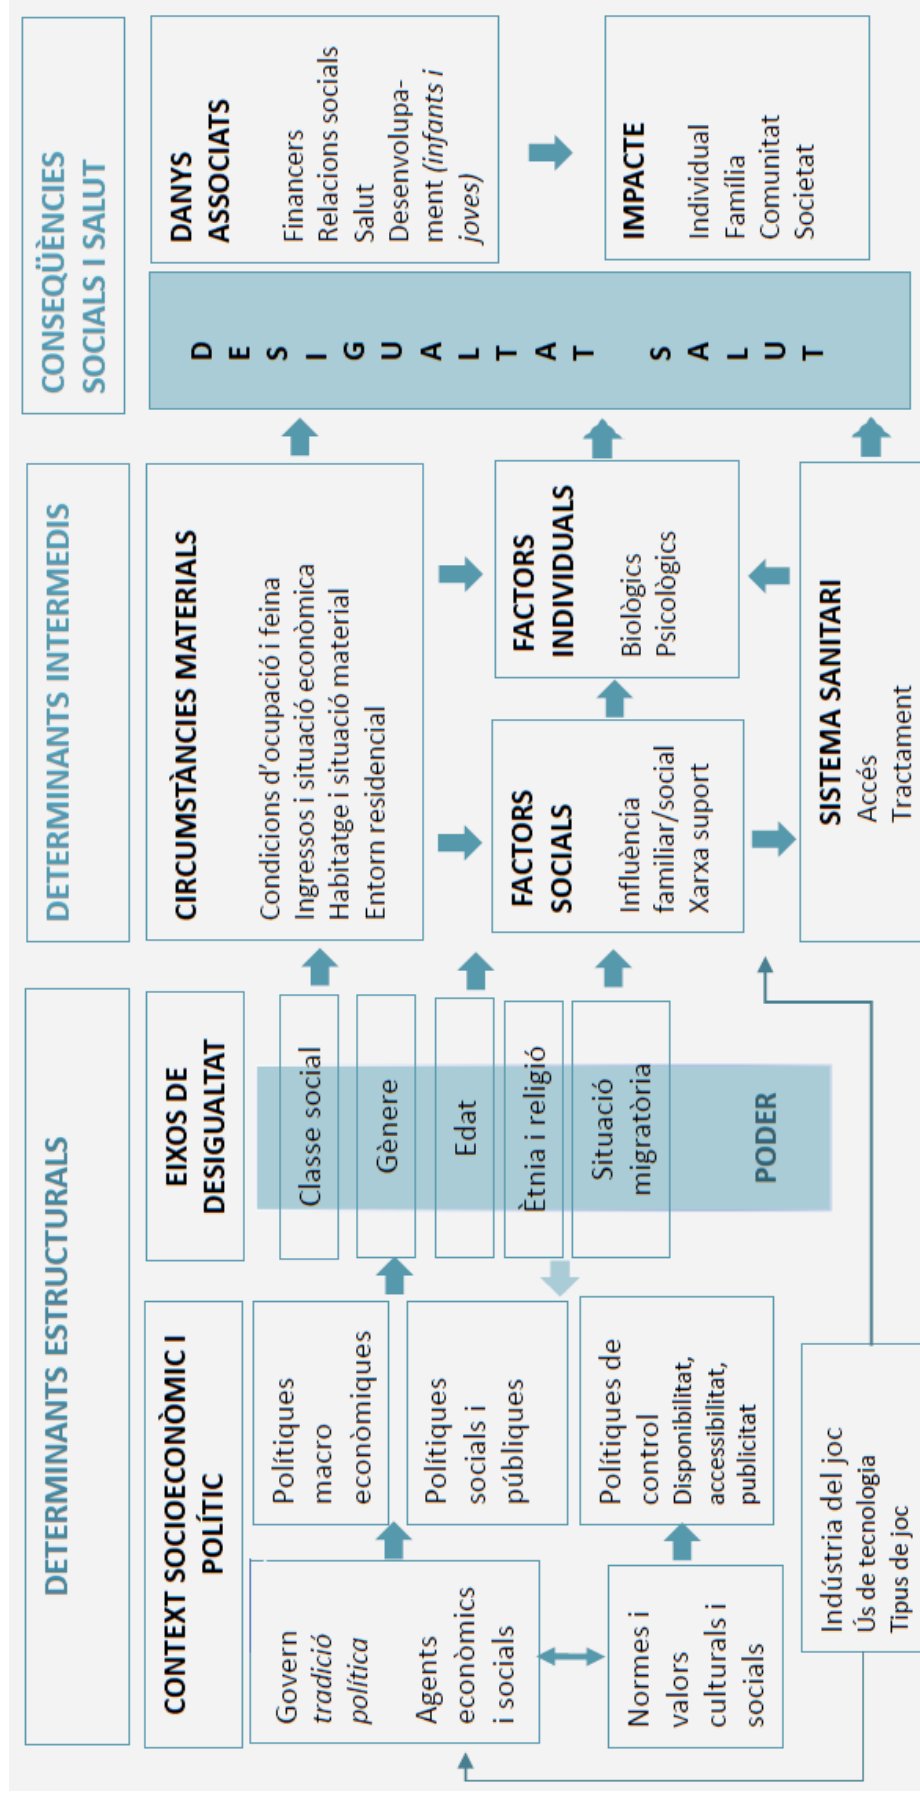 DETERMINANTS ESTRUCTURALS
DETERMINANTS INTERMEDIS
CONSEQÜÈNCIES
SOCIALS I SALUT
CONTEXT SOCIOECONÒMIC I
POLÍTIC
Govern
tradició
política
Agents
econòmics
i socials
Normes i
valors
culturals i
socials
Polítiques
macro
econòmiques
Polítiques
socials i
públiques
Polítiques de
control
Disponibilitat,
accessibilitat,
publicitat
Indústria del joc
Ús de tecnologia
Tipus de joc
EIXOS DE
DESIGUALTAT
Classe social
Gènere
Edat
Ètnia i religió
Situació
migratòria
PODER
CIRCUMSTÀNCIES MATERIALS
Condicions d'ocupació i feina
Ingressos i situació econòmica
Habitatge i situació material
Entorn residencial
FACTORS
SOCIALS
Influència
familiar/social
Xarxa suport
FACTORS
INDIVIDUALS
Biològics
Psicològics
SISTEMA SANITARI
Accés
Tractament
D
E
S
I
G
U
A
L
T
A
T
S
A
L
U
T
DANYS
ASSOCIATS
Financers
Relacions socials
Salut
Desenvolupa-
ment (infants i
joves)
IMPACTE
Individual
Família
Comunitat
Societat